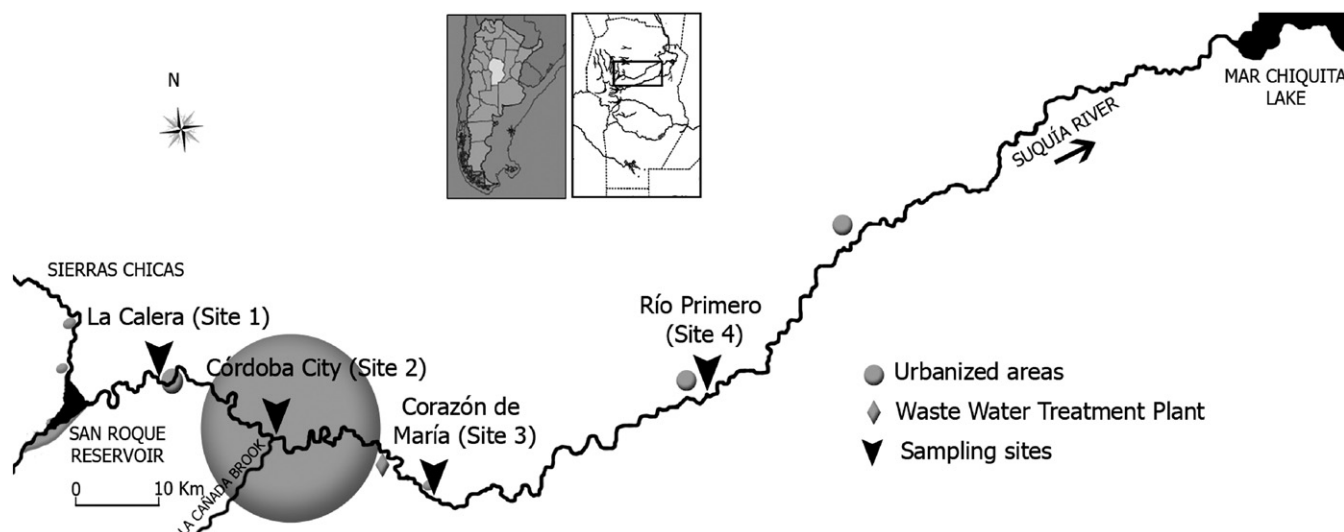 N
MAR CHIQUITA
LAKE
SUQUÍA RIVER
SIERRAS CHICAS
La Calera (Site 1)
Río Primero
(Site 4)
Córdoba City (Site 2)
Urbanized areas
Corazón de
María (Site 3)
Waste Water Treatment Plant
SAN ROQUE
RESERVOIR
Sampling sites
LA CAÑADA BROOK
0 10 Km